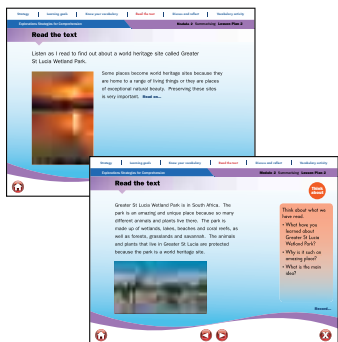 Strategy Learning goals Know your vocabulary Read the text Discuss and reflect Vocabulary activity
Explorations Strategies for Comprehension Module 2 Summarising Lesson Plan 2
Read the text
Listen as I read to find out about a world heritage site called Greater
St Lucia Wetland Park.
Some places become world heritage sites because they
are home to a range of living things or they are places
of exceptional natural beauty. Preserving these sites
is very important. Read on...
Strategy Learning goals Know your vocabulary Read the text Discuss and reflect Vocabulary activity
Explorations Strategies for Comprehension Module 2 Summarising Lesson Plan 2
Read the text
Think
about
Greater St Lucia Wetland Park is in South Africa. The
park is an amazing and unique place because so many
different animals and plants live there. The park is
made up of wetlands, lakes, beaches and coral reefs, as
well as forests, grasslands and savannah. The animals
and plants that live in Greater St Lucia are protected
because the park is a world heritage site.
Think about what we
have read.
• What have you
learned about
Greater St Lucia
Wetland Park?
• Why is it such an
amazing place?
• What is the main
idea?
X